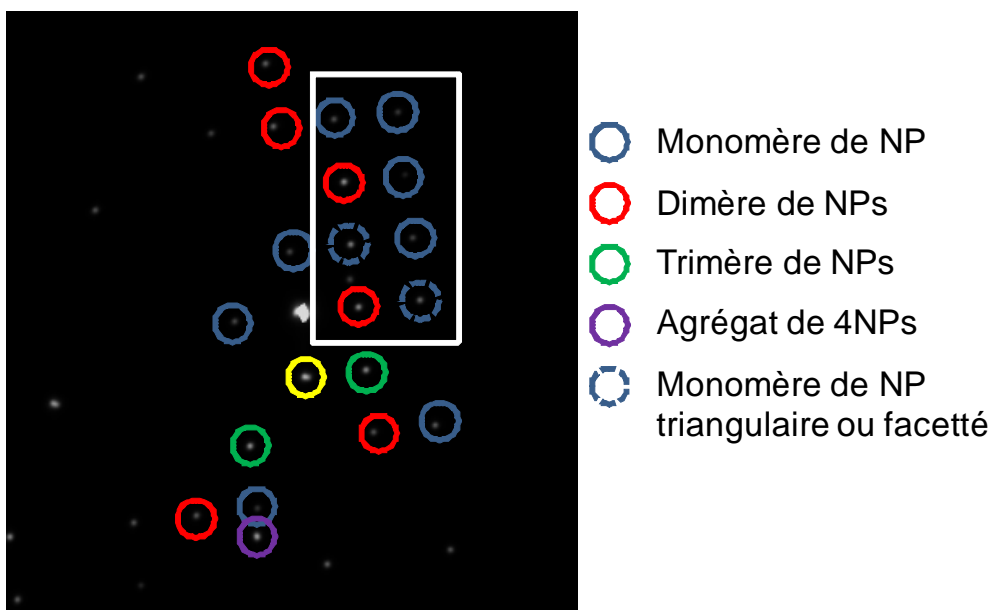 Monomère de NP
Dimère de NPs
Trimère de NPs
Agrégat de 4NPs
Monomère de NP
triangulaire ou facetté